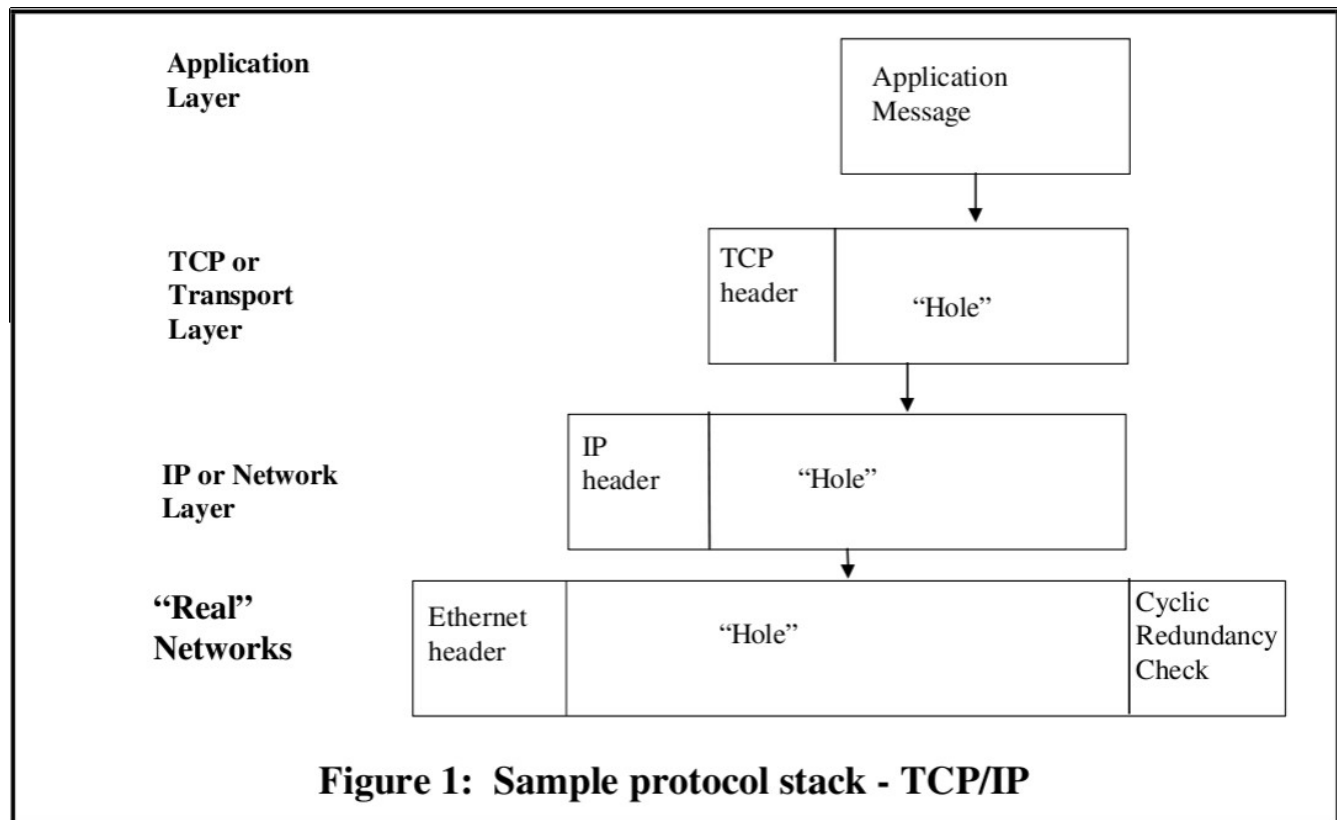 Application
Layer
Application
Message
TCP or
Transport
Layer
TCP
header
“Hole”
IP or Network
Layer
IP
header
“Hole”
“Real”
Networks
Ethernet
header
“Hole”
Cyclic
Redundancy
Check
Figure 1: Sample protocol stack - TCP/IP